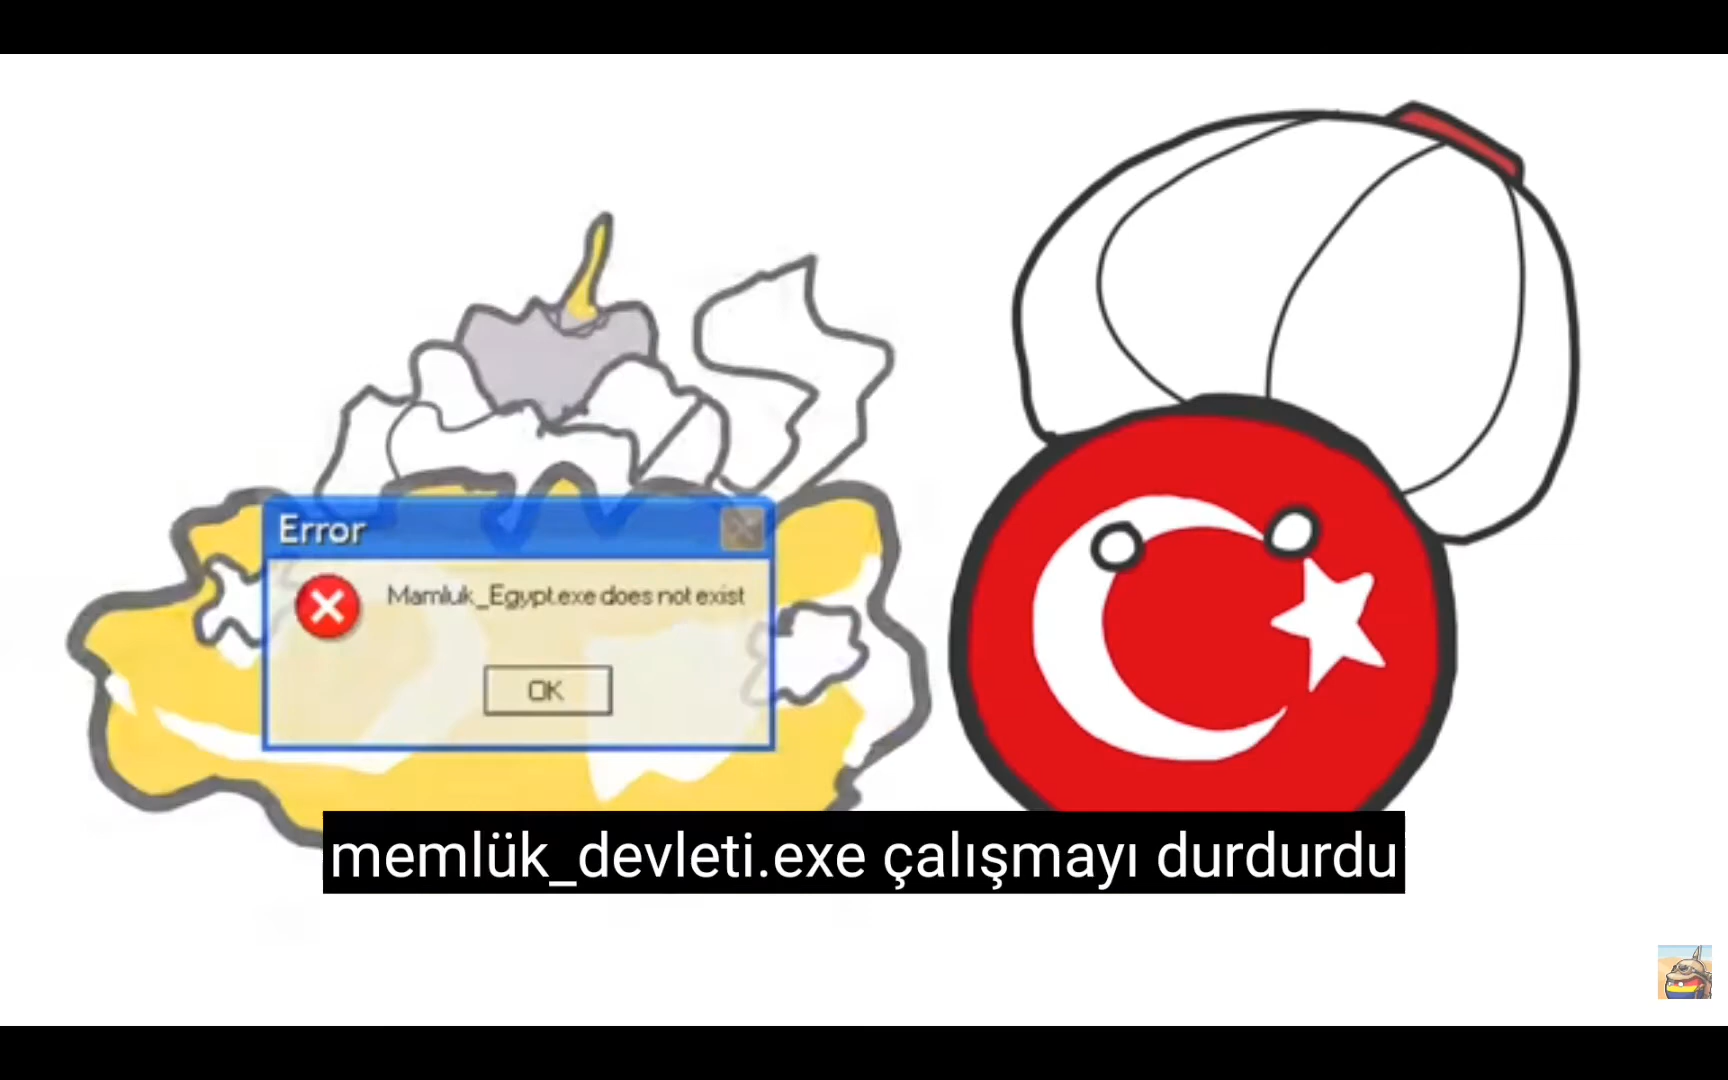 Error
Mamluk_Egypt.exe does not exist
OK
memlük_devleti.exe çalışmayı durdurdu